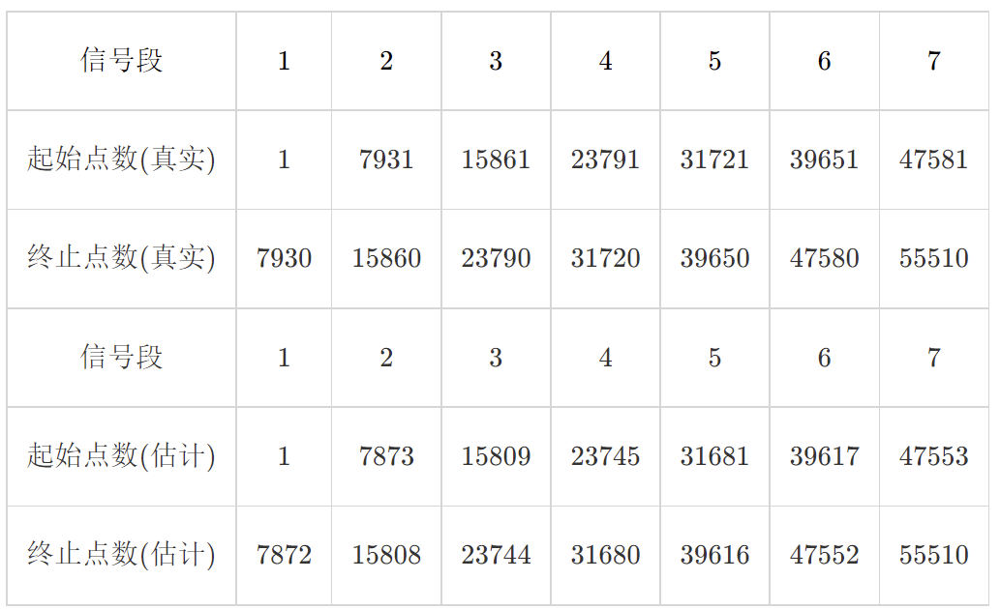 信号段 1 2 3 4 5 6 7
起始点数(真实) 1 7931 15861 23791 31721 39651 47581
终止点数(真实) 7930 15860 23790 31720 39650 47580 55510
信号段 1 2 3 4 5 6 7
起始点数(估计) 1 7873 15809 23745 31681 39617 47553
终止点数(估计) 7872 15808 23744 31680 39616 47552 55510